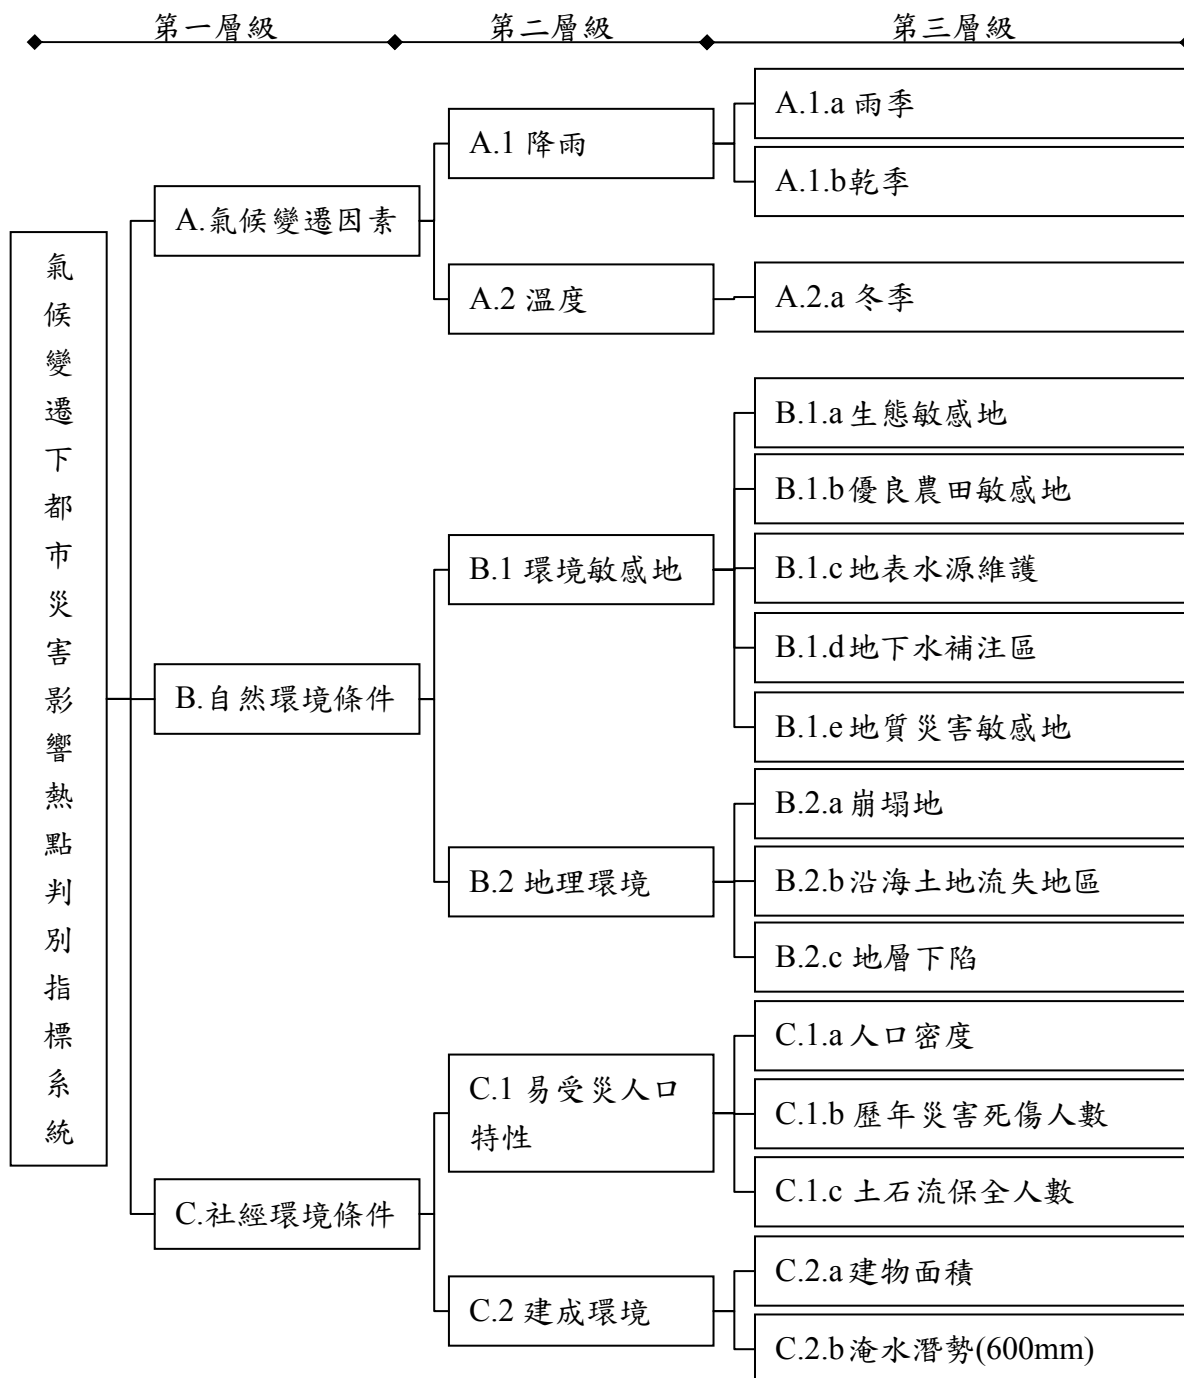 第一層級
第二層級
第三層級
氣候變遷下都市災害影響熱點判別指標系統
A.氣候變遷因素
A.1 降雨
A.1.a 雨季
A.1.b乾季
A.2 溫度
A.2.a 冬季
B.自然環境條件
B.1 環境敏感地
B.1.a生態敏感地
B.1.b優良農田敏感地
B.1.c地表水源維護
B.1.d地下水補注區
B.1.e地質災害敏感地
B.2 地理環境
B.2.a崩塌地
B.2.b沿海土地流失地區
B.2.c 地層下陷
C.社經環境條件
C.1 易受災人口
特性
C.1.a人口密度
C.1.b 歷年災害死傷人數
C.1.c 土石流保全人數
C.2 建成環境
C.2.a建物面積
C.2.b淹水潛勢(600mm)